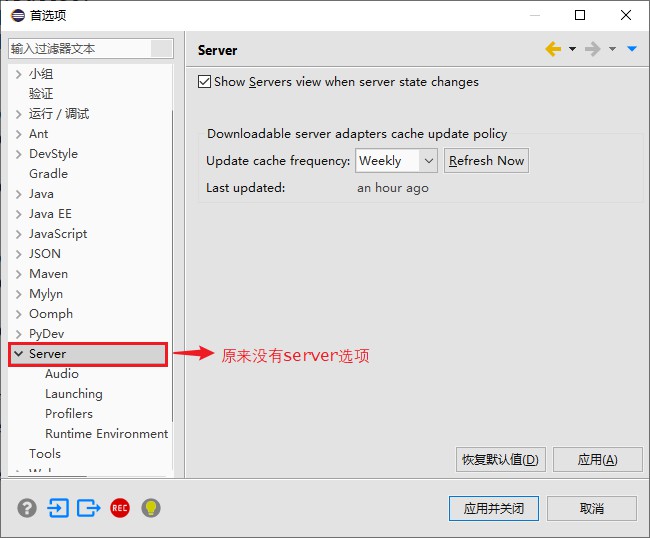 首选项
输入过滤器文本
小组
验证
运行 / 调试
Ant
DevStyle
Gradle
Java
Java EE
JavaScript
JSON
Maven
Mylyn
Oomph
PyDev
Server
Audio
Launching
Profilers
Runtime Environment
Tools
Server
Show Servers view when server state changes
Downloadable server adapters cache update policy
Update cache frequency: Weekly Refresh Now
Last updated: an hour ago
原来没有server选项
恢复默认值(D) 应用(A)
REC
应用并关闭 取消